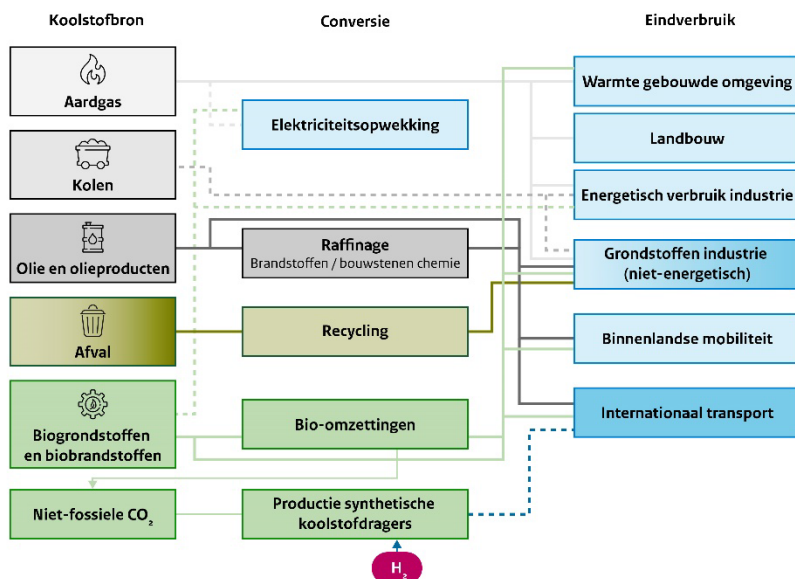 Koolstofbron
Conversie
Eindverbruik
Aardgas
Kolen
Olie en olieproducten
Afval
Biogrondstoffen
en biobrandstoffen
Niet-fossiele CO₂
Elektriciteitsopwekking
Raffinage
Brandstoffen / bouwstenen chemie
Recycling
Bio-omzettingen
Productie synthetische
koolstofdragers
H₂
Warmte gebouwde omgeving
Landbouw
Energetisch verbruik industrie
Grondstoffen industrie
(niet-energetisch)
Binnenlandse mobiliteit
Internationaal transport